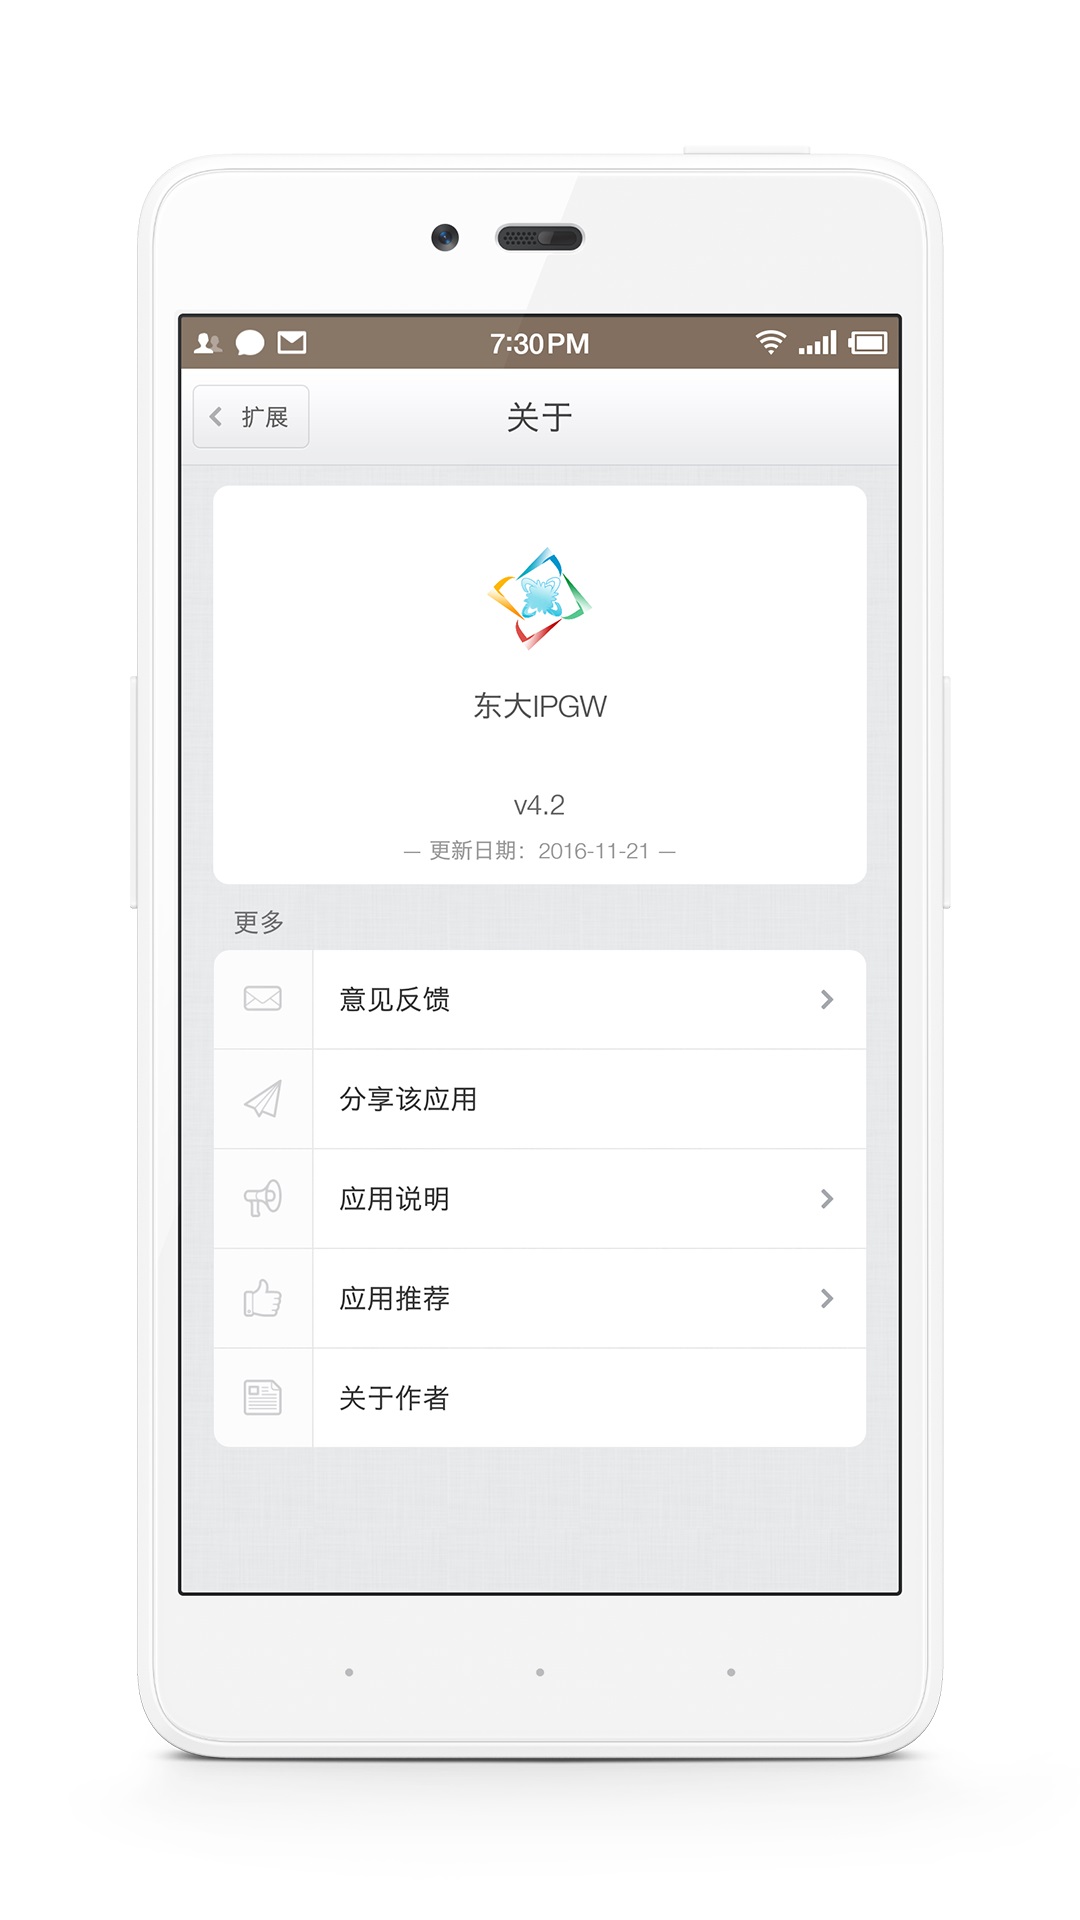 7:30PM
扩展
关于
东大IPGW
v4.2
— 更新日期：2016-11-21 —
更多
意见反馈
分享该应用
应用说明
应用推荐
关于作者